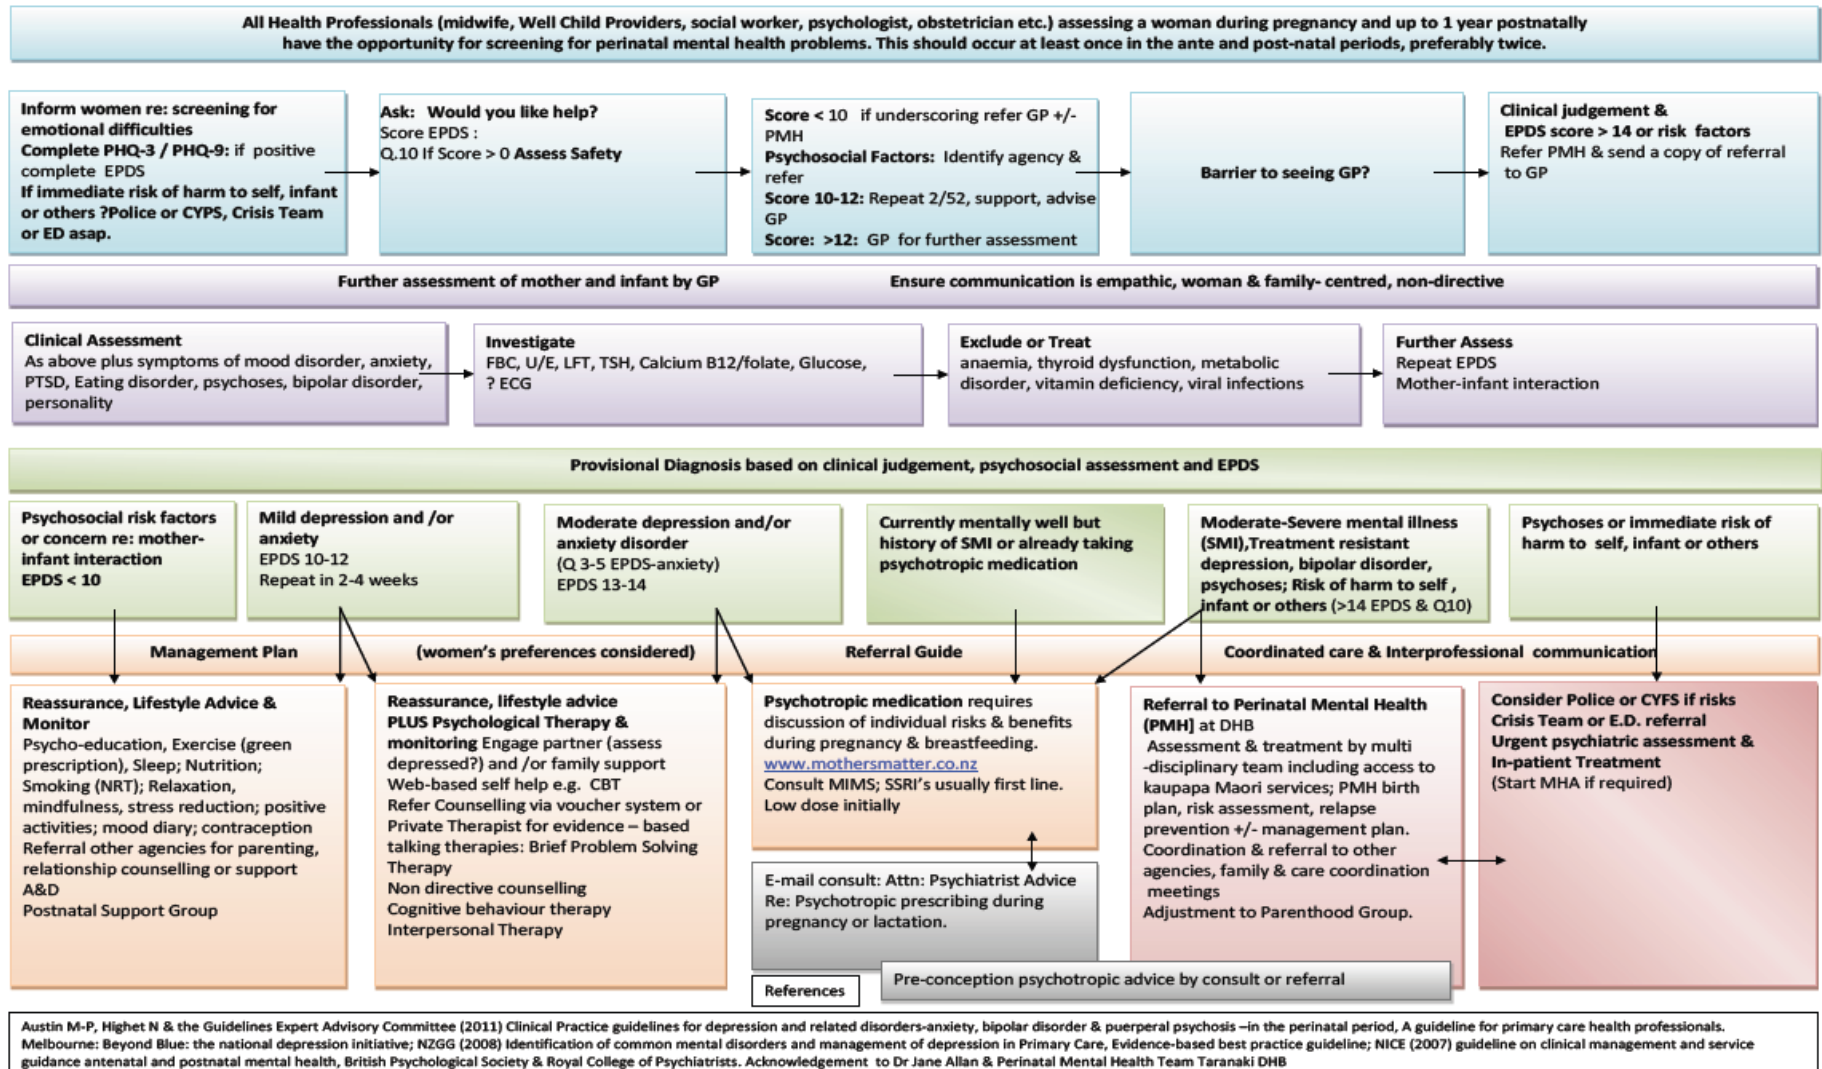 All Health Professionals (midwife, Well Child Providers, social worker, psychologist, obstetrician etc.) assessing a woman during pregnancy and up to 1 year postnatally
have the opportunity for screening for perinatal mental health problems. This should occur at least once in the ante and post-natal periods, preferably twice.
Inform women re: screening for
emotional difficulties
Complete PHQ-3 / PHQ-9: if positive
complete EPDS
If immediate risk of harm to self, infant
or others ?Police or CYPS, Crisis Team
or ED asap.
Ask: Would you like help?
Score EPDS :
Q.10 If Score > 0 Assess Safety
Score < 10 if underscoring refer GP +/-
PMH
Psychosocial Factors: Identify agency &
refer
Score 10-12: Repeat 2/52, support, advise
GP
Score: >12: GP for further assessment
Barrier to seeing GP?
Clinical judgement &
EPDS score > 14 or risk factors
Refer PMH & send a copy of referral
to GP
Further assessment of mother and infant by GP
Ensure communication is empathic, woman & family- centred, non-directive
Clinical Assessment
As above plus symptoms of mood disorder, anxiety,
PTSD, Eating disorder, psychoses, bipolar disorder,
personality
Investigate
FBC, U/E, LFT, TSH, Calcium B12/folate, Glucose,
? ECG
Exclude or Treat
anaemia, thyroid dysfunction, metabolic
disorder, vitamin deficiency, viral infections
Further Assess
Repeat EPDS
Mother-infant interaction
Provisional Diagnosis based on clinical judgement, psychosocial assessment and EPDS
Psychosocial risk factors
or concern re: mother-
infant interaction
EPDS < 10
Mild depression and /or
anxiety
EPDS 10-12
Repeat in 2-4 weeks
Moderate depression and/or
anxiety disorder
(Q 3-5 EPDS-anxiety)
EPDS 13-14
Currently mentally well but
history of SMI or already taking
psychotropic medication
Moderate-Severe mental illness
(SMI),Treatment resistant
depression, bipolar disorder,
psychoses; Risk of harm to self ,
infant or others (>14 EPDS & Q10)
Psychoses or immediate risk of
harm to self, infant or others
Management Plan
(women's preferences considered)
Referral Guide
Coordinated care & Interprofessional communication
Reassurance, Lifestyle Advice &
Monitor
Psycho-education, Exercise (green
prescription), Sleep; Nutrition;
Smoking (NRT); Relaxation,
mindfulness, stress reduction; positive
activities; mood diary; contraception
Referral other agencies for parenting,
relationship counselling or support
A&D
Postnatal Support Group
Reassurance, lifestyle advice
PLUS Psychological Therapy &
monitoring Engage partner (assess
depressed?) and /or family support
Web-based self help e.g. CBT
Refer Counselling via voucher system or
Private Therapist for evidence – based
talking therapies: Brief Problem Solving
Therapy
Non directive counselling
Cognitive behaviour therapy
Interpersonal Therapy
Psychotropic medication requires
discussion of individual risks & benefits
during pregnancy & breastfeeding.
www.mothersmatter.co.nz
Consult MIMS; SSRI's usually first line.
Low dose initially
E-mail consult: Attn: Psychiatrist Advice
Re: Psychotropic prescribing during
pregnancy or lactation.
Referral to Perinatal Mental Health
(PMH] at DHB
Assessment & treatment by multi
-disciplinary team including access to
kaupapa Maori services; PMH birth
plan, risk assessment, relapse
prevention +/- management plan.
Coordination & referral to other
agencies, family & care coordination
meetings
Adjustment to Parenthood Group.
Consider Police or CYFS if risks
Crisis Team or E.D. referral
Urgent psychiatric assessment &
In-patient Treatment
(Start MHA if required)
Pre-conception psychotropic advice by consult or referral
References
Austin M-P, Highet N & the Guidelines Expert Advisory Committee (2011) Clinical Practice guidelines for depression and related disorders-anxiety, bipolar disorder & puerperal psychosis –in the perinatal period, A guideline for primary care health professionals.
Melbourne: Beyond Blue: the national depression initiative; NZGG (2008) Identification of common mental disorders and management of depression in Primary Care, Evidence-based best practice guideline; NICE (2007) guideline on clinical management and service
guidance antenatal and postnatal mental health, British Psychological Society & Royal College of Psychiatrists. Acknowledgement to Dr Jane Allan & Perinatal Mental Health Team Taranaki DHB